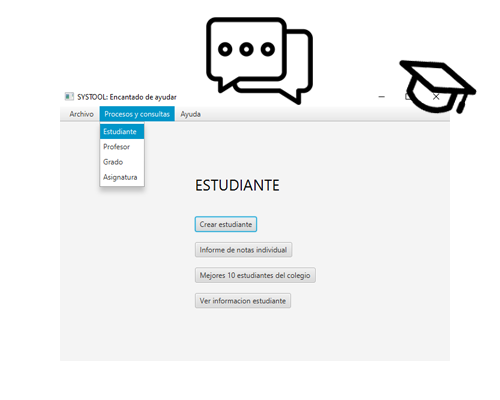 SYSTOOL: Encantado de ayudar
Archivo Procesos y consultas Ayuda
Estudiante
Profesor
Grado
Asignatura
ESTUDIANTE
Crear estudiante
Informe de notas individual
Mejores 10 estudiantes del colegio
Ver informacion estudiante